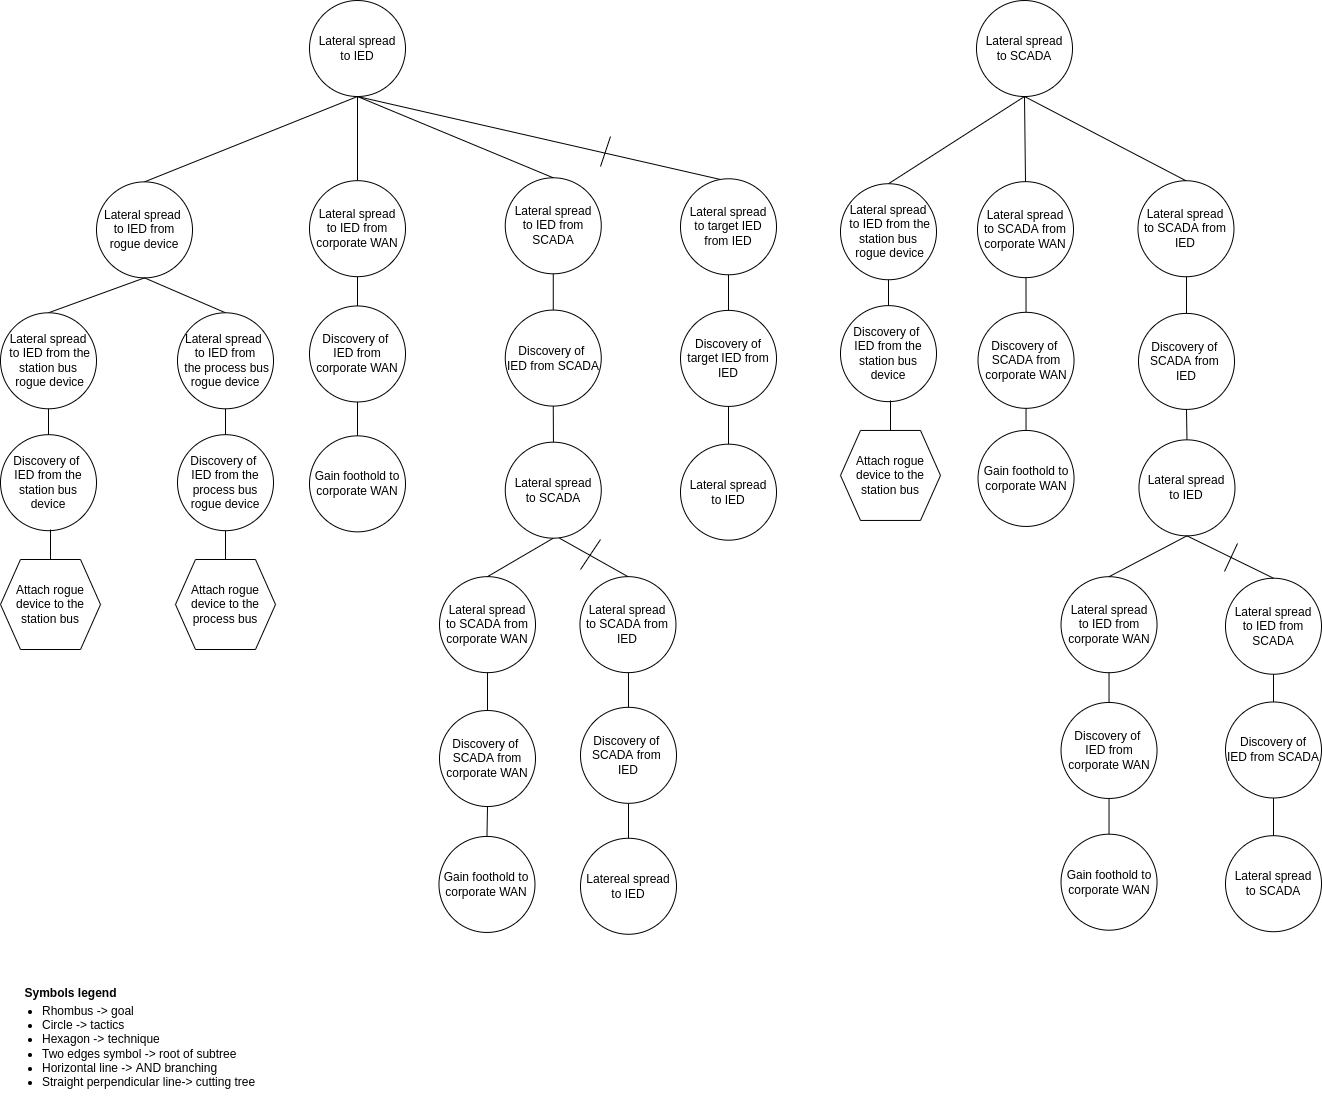 Lateral spread
to IED
Lateral spread
to SCADA
Lateral spread
to IED from
rogue device
Lateral spread
to IED from
corporate WAN
Lateral spread
to IED from
SCADA
Lateral spread
to target IED
from IED
Lateral spread
to IED from the
station bus
rogue device
Lateral spread
to SCADA from
corporate WAN
Lateral spread
to SCADA from
IED
Lateral spread
to IED from the
station bus
rogue device
Lateral spread
to IED from
the process bus
rogue device
Discovery of
IED from
corporate WAN
Discovery of
IED from SCADA
Discovery of
target IED from
IED
Discovery of
IED from the
station bus
device
Discovery of
SCADA from
corporate WAN
Discovery of
SCADA from
IED
Discovery of
IED from the
station bus
device
Discovery of
IED from the
process bus
rogue device
Gain foothold to
corporate WAN
Lateral spread
to SCADA
Lateral spread
to IED
Attach rogue
device to the
station bus
Gain foothold to
corporate WAN
Lateral spread
to IED
Attach rogue
device to the
station bus
Attach rogue
device to the
process bus
Lateral spread
to SCADA from
corporate WAN
Lateral spread
to SCADA from
IED
Lateral spread
to IED from
corporate WAN
Lateral spread
to IED from
SCADA
Discovery of
SCADA from
corporate WAN
Discovery of
SCADA from
IED
Discovery of
IED from
corporate WAN
Discovery of
IED from SCADA
Gain foothold to
corporate WAN
Latereal spread
to IED
Gain foothold to
corporate WAN
Lateral spread
to SCADA
Symbols legend
• Rhombus -> goal
• Circle -> tactics
• Hexagon -> technique
• Two edges symbol -> root of subtree
• Horizontal line -> AND branching
• Straight perpendicular line-> cutting tree